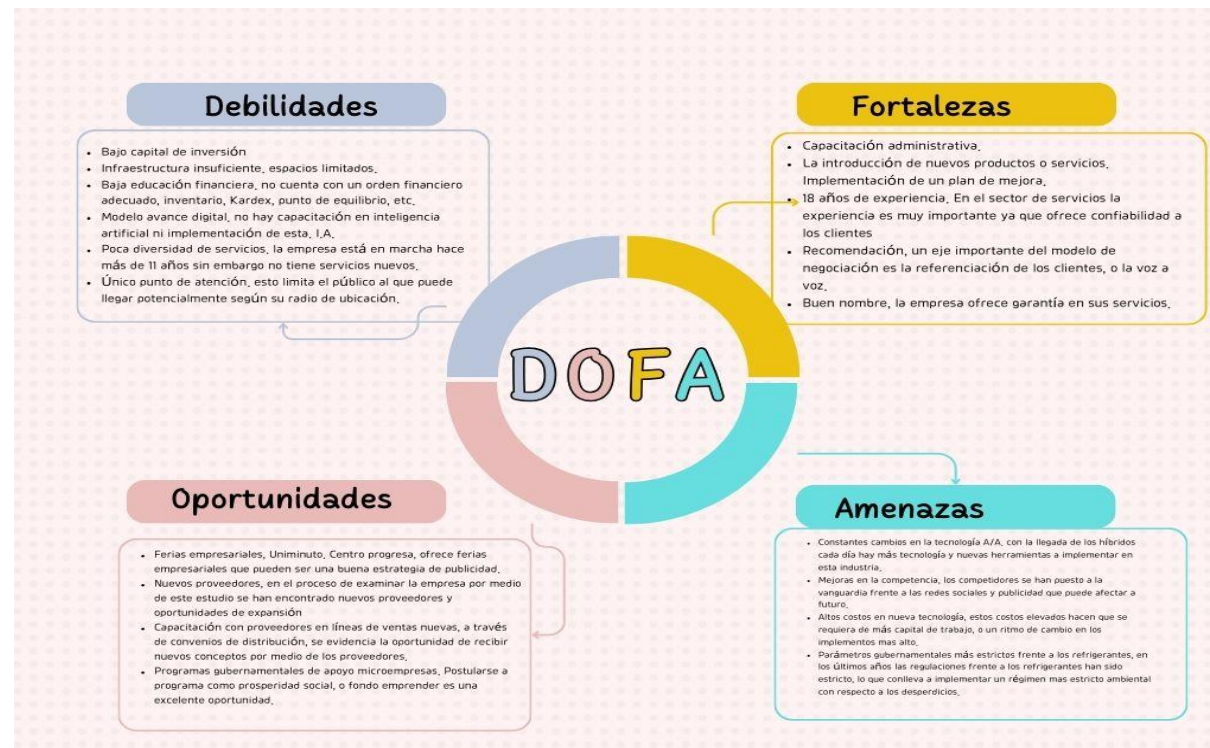 Debilidades
• Bajo capital de inversión
• Infraestructura insuficiente, espacios limitados.
• Baja educación financiera, no cuenta con un orden financiero
adecuado, inventario, Kardex, punto de equilibrio, etc.
• Modelo avance digital, no hay capacitación en inteligencia
artificial ni implementación de esta. I.A.
• Poca diversidad de servicios, la empresa está en marcha hace
más de 11 años sin embargo no tiene servicios nuevos.
• Único punto de atención, esto limita el público al que puede
llegar potencialmente según su radio de ubicación.
Fortalezas
• Capacitación administrativa.
• La introducción de nuevos productos o servicios.
Implementación de un plan de mejora.
• 18 años de experiencia. En el sector de servicios la
experiencia es muy importante ya que ofrece confiabilidad a
los clientes
• Recomendación, un eje importante del modelo de
negociación es la referenciación de los clientes, o la voz a
voz.
• Buen nombre, la empresa ofrece garantía en sus servicios.
DOFA
Oportunidades
• Ferias empresariales, Uniminuto, Centro progresa, ofrece ferias
empresariales que pueden ser una buena estrategia de publicidad.
• Nuevos proveedores, en el proceso de examinar la empresa por medio
de este estudio se han encontrado nuevos proveedores y
oportunidades de expansión
• Capacitación con proveedores en líneas de ventas nuevas, a través
de convenios de distribución, se evidencia la oportunidad de recibir
nuevos conceptos por medio de los proveedores.
• Programas gubernamentales de apoyo microempresas. Postularse a
programa como prosperidad social, o fondo emprender es una
excelente oportunidad.
Amenazas
• Constantes cambios en la tecnología A/A, con la llegada de los híbridos
cada día hay más tecnología y nuevas herramientas a implementar en
esta industria.
• Mejoras en la competencia, los competidores se han puesto a la
vanguardia frente a las redes sociales y publicidad que puede afectar a
futuro.
• Altos costos en nueva tecnología, estos costos elevados hacen que se
requiera de más capital de trabajo, o un ritmo de cambio en los
implementos mas alto.
• Parámetros gubernamentales más estrictos frente a los refrigerantes, en
los últimos años las regulaciones frente a los refrigerantes han sido
estricto, lo que conlleva a implementar un régimen mas estricto ambiental
con respecto a los desperdicios.